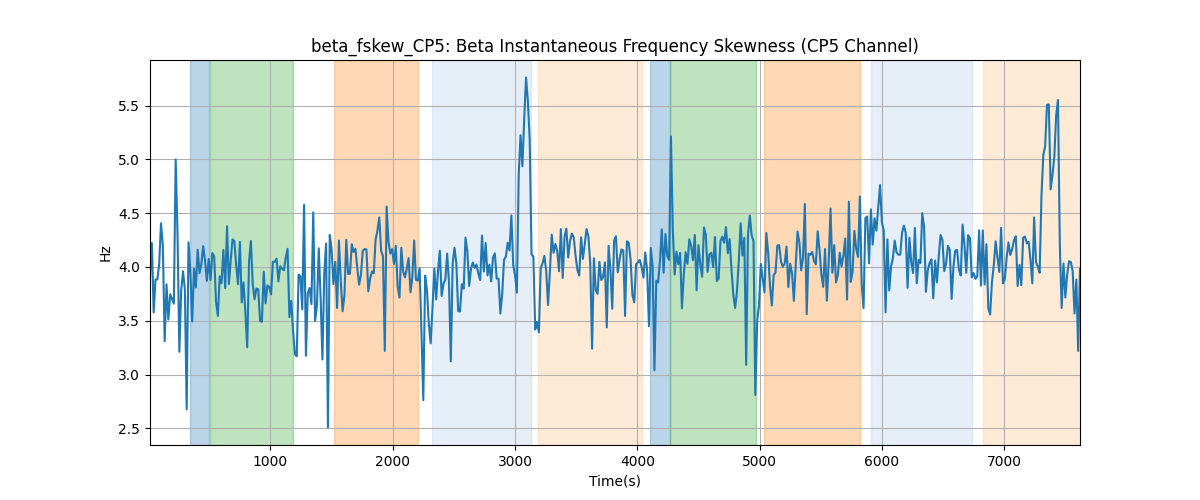 beta_fskew_CP5: Beta Instantaneous Frequency Skewness (CP5 Channel)
Hz
5.5
5.0
4.5
4.0
3.5
3.0
2.5
1000 2000 3000 4000 5000 6000 7000
Time(s)